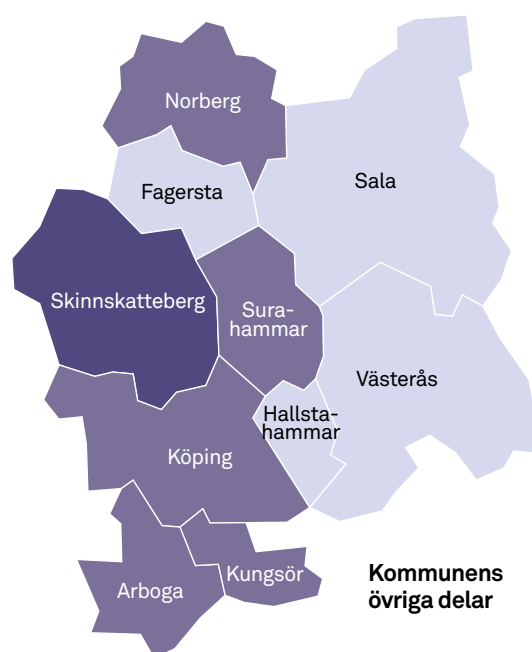 Norberg
Fagersta
Sala
Skinnskatteberg
Sura-
hammar
Västerås
Hallsta-
hammar
Köping
Arboga
Kungsör
Kommunens
övriga delar